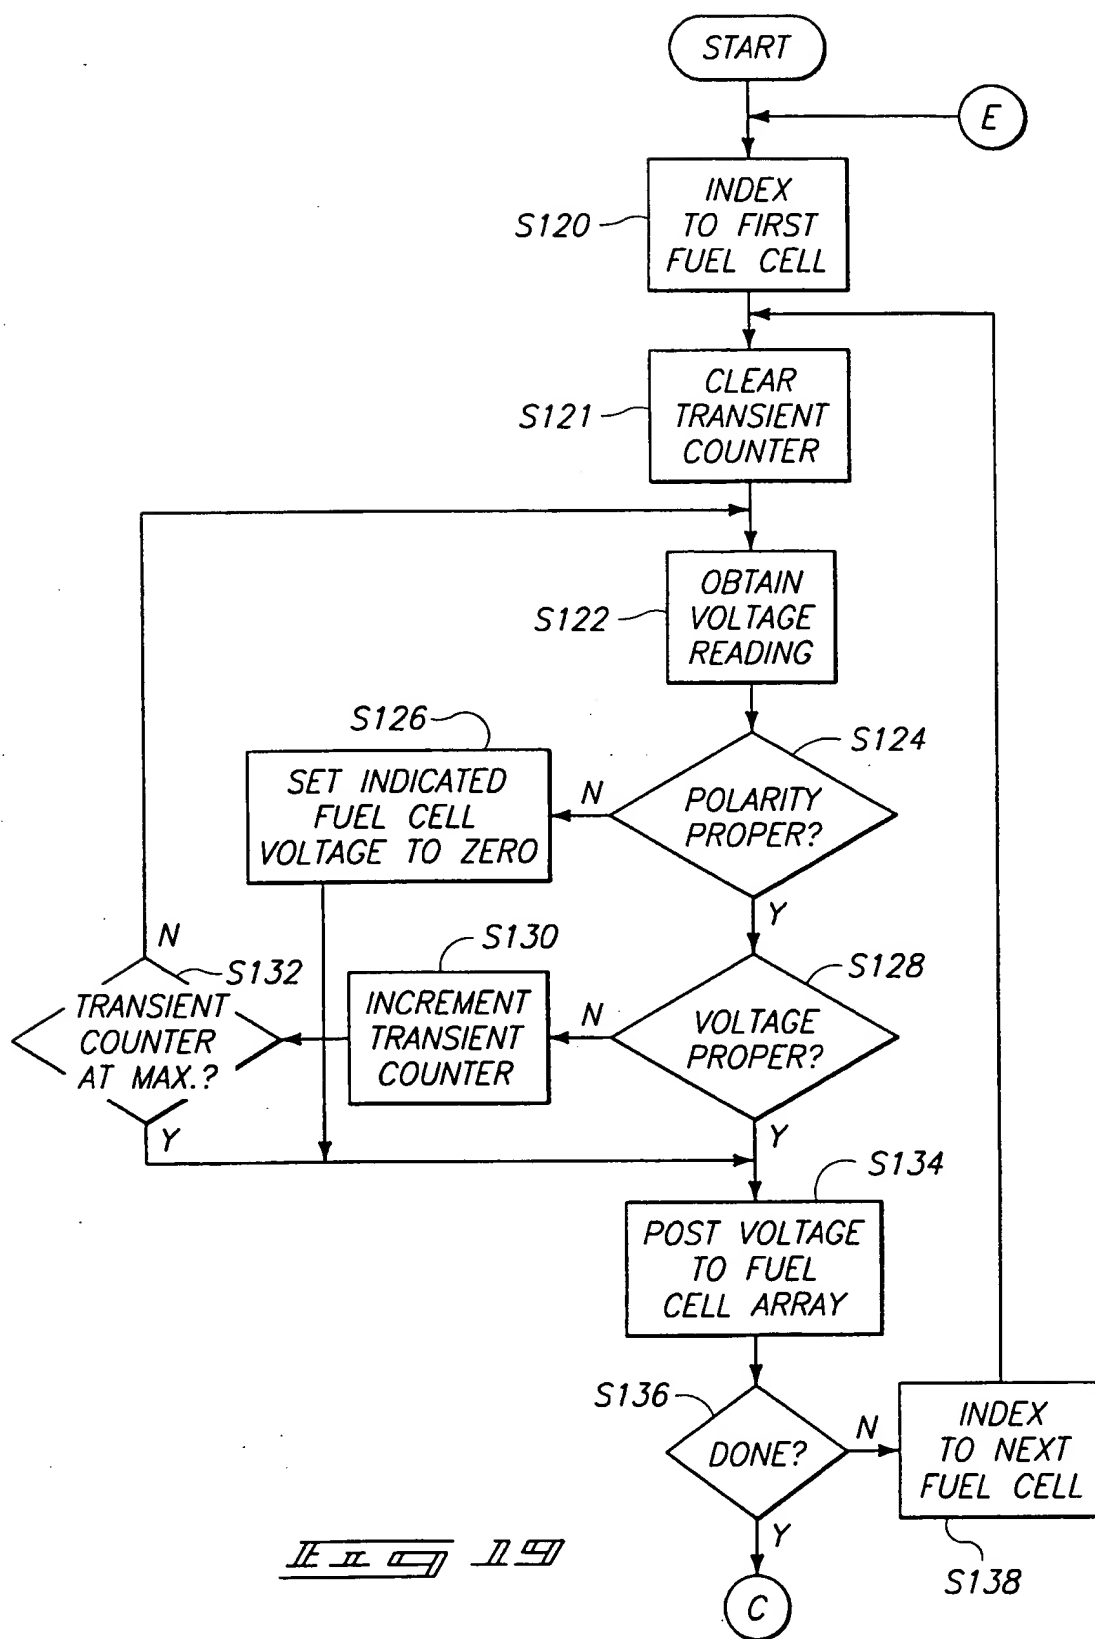 START
E
INDEX
TO FIRST
FUEL CELL
S120
CLEAR
TRANSIENT
COUNTER
S121
OBTAIN
VOLTAGE
READING
S122
S124
POLARITY
PROPER?
N
Y
S126
SET INDICATED
FUEL CELL
VOLTAGE TO ZERO
S128
VOLTAGE
PROPER?
N
Y
S130
INCREMENT
TRANSIENT
COUNTER
N
S132
TRANSIENT
COUNTER
AT MAX.?
Y
S134
POST VOLTAGE
TO FUEL
CELL ARRAY
S136
DONE?
N
Y
INDEX
TO NEXT
FUEL CELL
S138
C
FIG 19